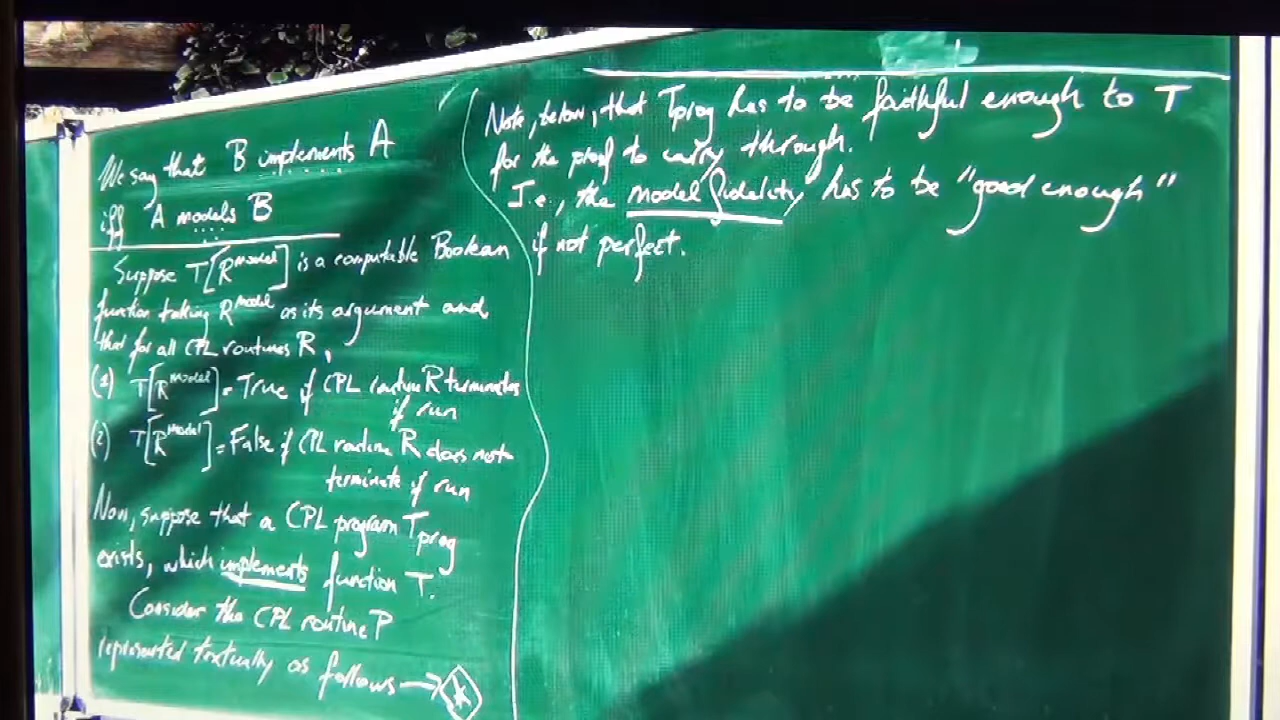 We say that B implements A
iff A models B
Suppose T[R^Model] is a computable Boolean
function taking R^Model as its argument and
that for all CPL routines R,
(1) T[R^Model] = True if CPL routine R terminates
if run
(2) T[R^Model] = False if CPL routine R does not
terminate if run
Now, suppose that a CPL program Tprog
exists, which implements function T.
Consider the CPL routine P
represented textually as follows → *
Note, below, that Tprog has to be faithful enough to T
for the proof to carry through.
I.e., the model fidelity has to be "good enough"
if not perfect.